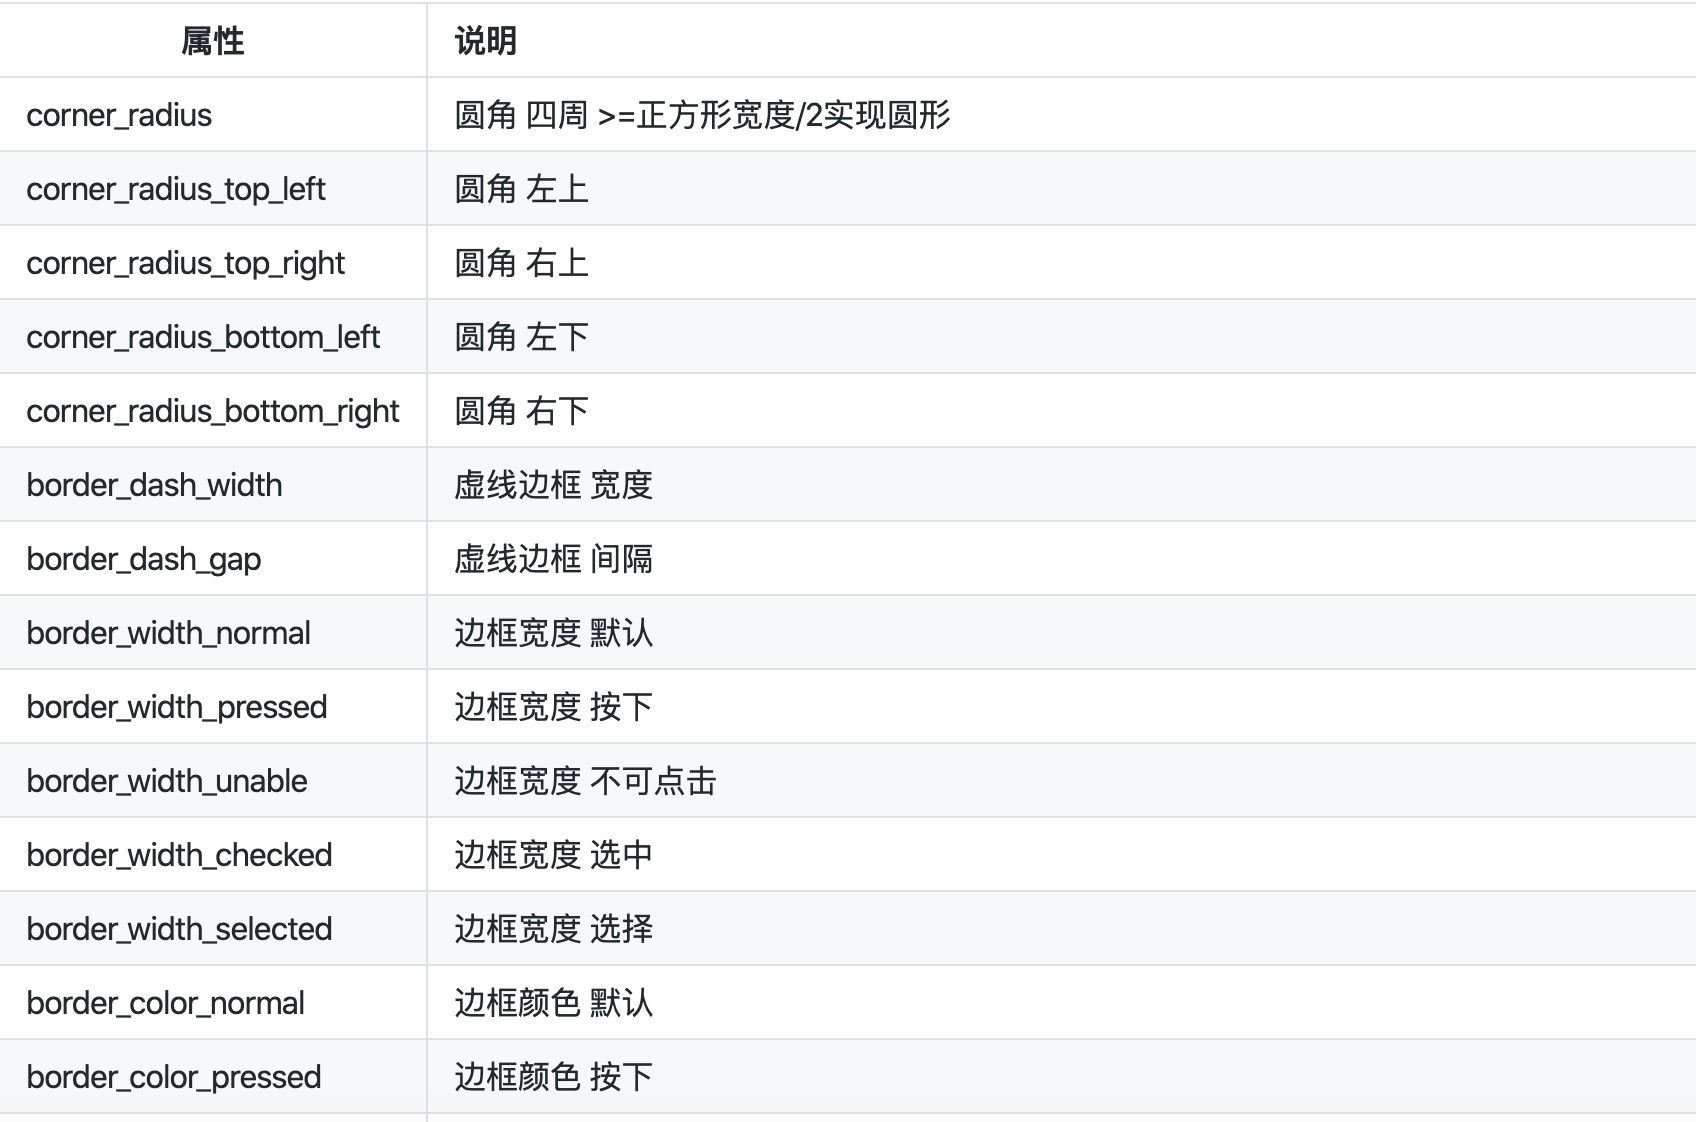 属性 说明
corner_radius 圆角 四周 >=正方形宽度/2实现圆形
corner_radius_top_left 圆角 左上
corner_radius_top_right 圆角 右上
corner_radius_bottom_left 圆角 左下
corner_radius_bottom_right 圆角 右下
border_dash_width 虚线边框 宽度
border_dash_gap 虚线边框 间隔
border_width_normal 边框宽度 默认
border_width_pressed 边框宽度 按下
border_width_unable 边框宽度 不可点击
border_width_checked 边框宽度 选中
border_width_selected 边框宽度 选择
border_color_normal 边框颜色 默认
border_color_pressed 边框颜色 按下